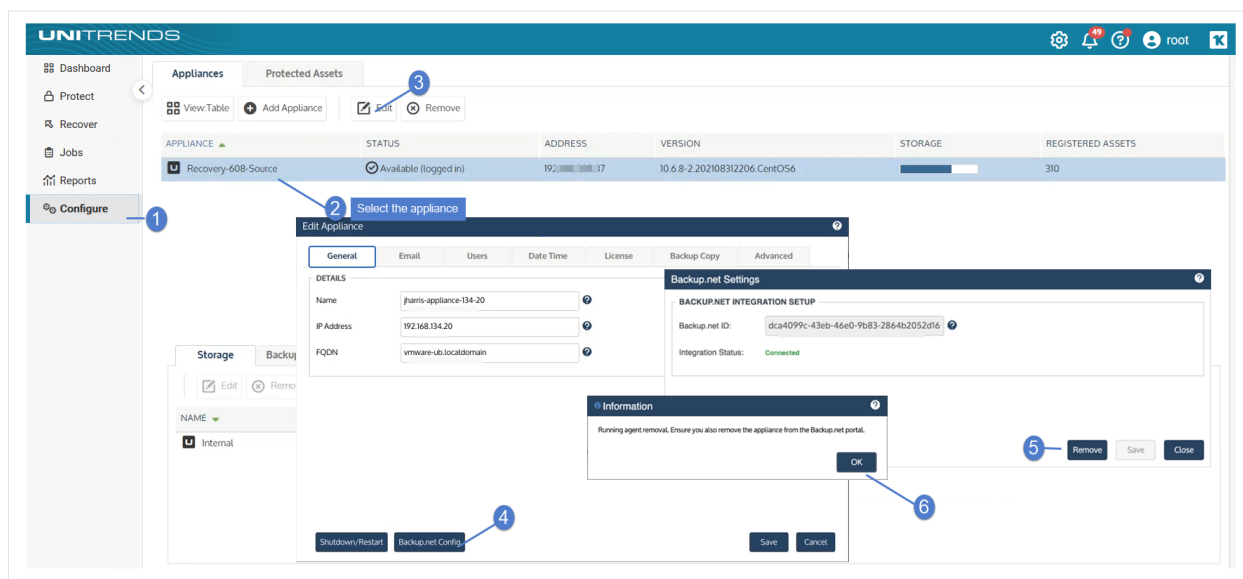 UNITRENDS
49
root
Dashboard
Protect
Recover
Jobs
Reports
Configure
1
Appliances
Protected Assets
3
View:Table
Add Appliance
Edit
Remove
APPLIANCE STATUS ADDRESS VERSION STORAGE REGISTERED ASSETS
Recovery-608-Source Available (logged in) 192 37 10.6.8-2.202108312206.CentOS6 310
2 Select the appliance
Edit Appliance
General Email Users Date Time License Backup Copy Advanced
DETAILS
Name jharris-appliance-134-20
IP Address 192.168.134.20
FQDN vmware-ub.localdomain
Backup.net Settings
BACKUP.NET INTEGRATION SETUP
Backup.net ID: dca4099c-43eb-46e0-9b83-2864b2052d16
Integration Status: Connected
Storage
Backup
Edit
Remo
NAME
Internal
Information
Running agent removal. Ensure you also remove the appliance from the Backup.net portal.
OK
5 Remove Save Close
6
4
Shutdown/Restart Backup.net Config. Save Cancel